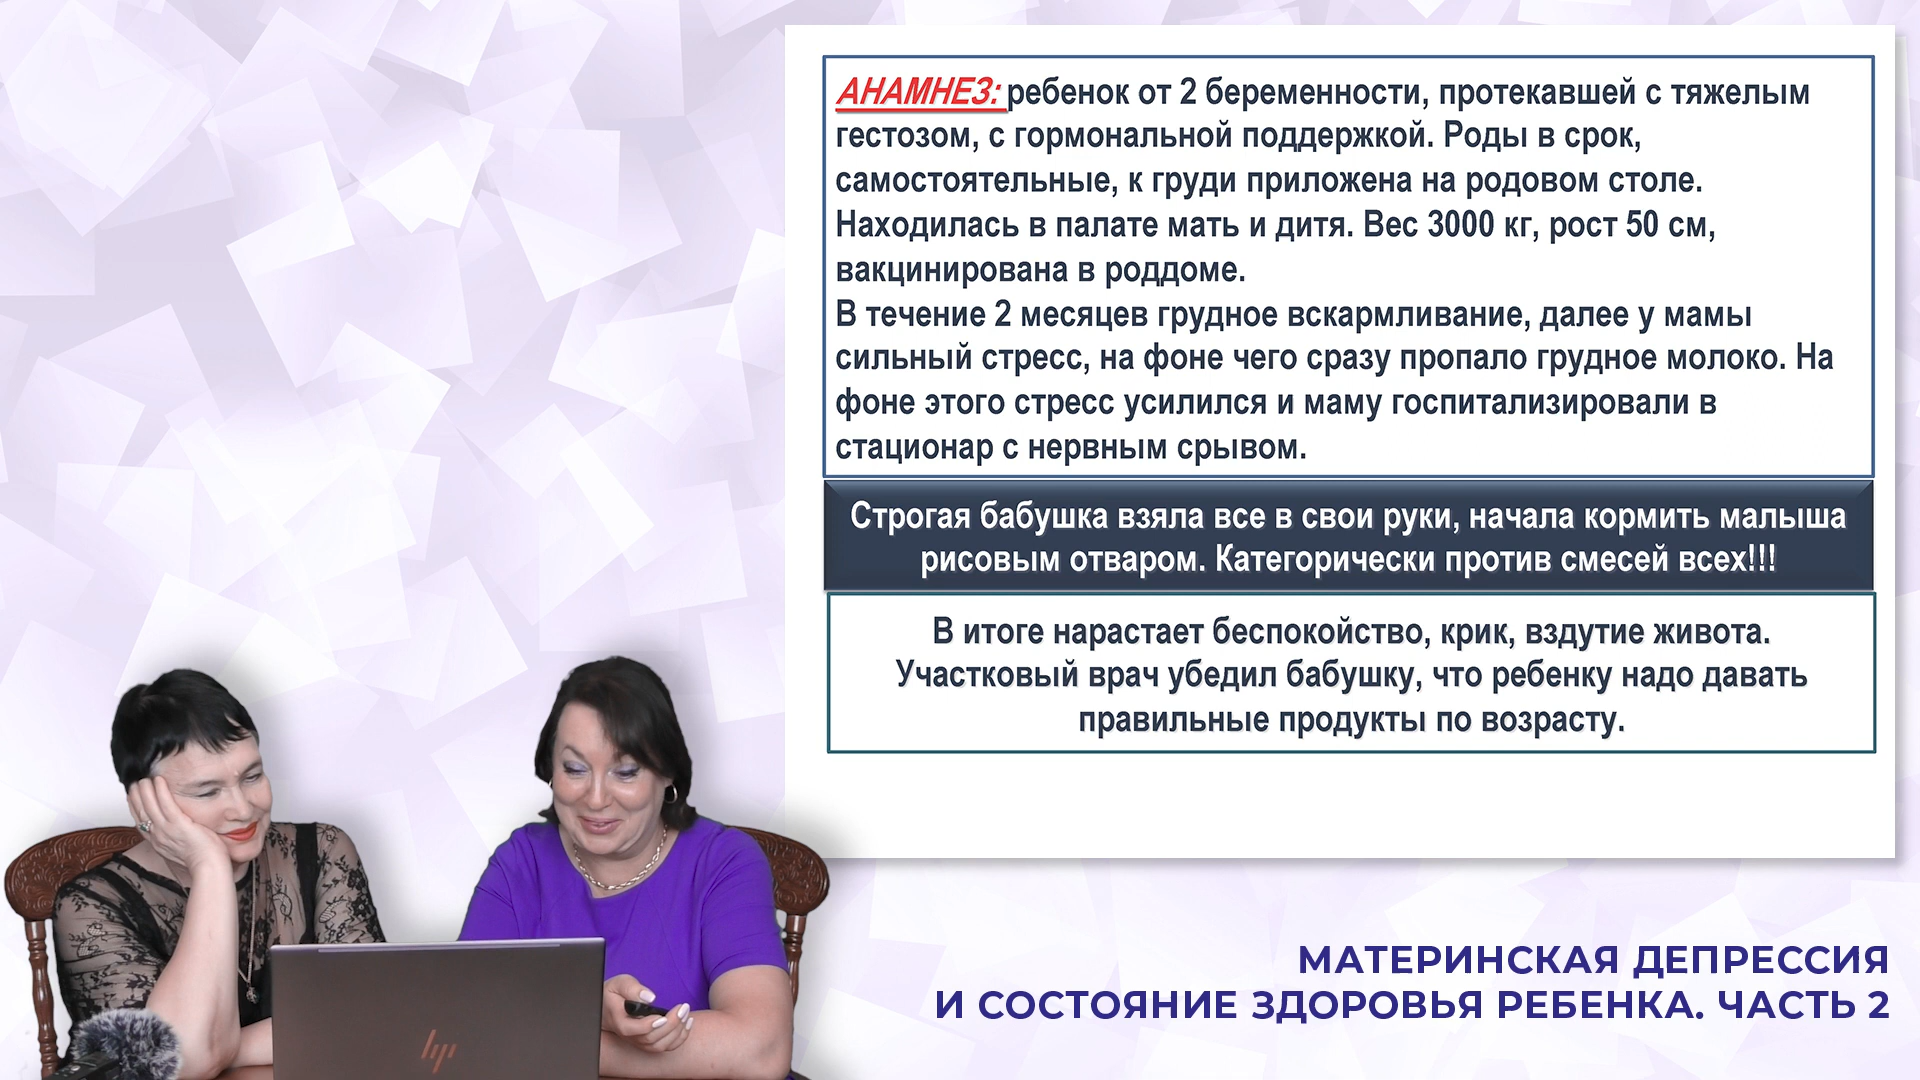 АНАМНЕЗ: ребенок от 2 беременности, протекавшей с тяжелым
гестозом, с гормональной поддержкой. Роды в срок,
самостоятельные, к груди приложена на родовом столе.
Находилась в палате мать и дитя. Вес 3000 кг, рост 50 см,
вакцинирована в роддоме.
В течение 2 месяцев грудное вскармливание, далее у мамы
сильный стресс, на фоне чего сразу пропало грудное молоко. На
фоне этого стресс усилился и маму госпитализировали в
стационар с нервным срывом.
Строгая бабушка взяла все в свои руки, начала кормить малыша
рисовым отваром. Категорически против смесей всех!!!
В итоге нарастает беспокойство, крик, вздутие живота.
Участковый врач убедил бабушку, что ребенку надо давать
правильные продукты по возрасту.
МАТЕРИНСКАЯ ДЕПРЕССИЯ
И СОСТОЯНИЕ ЗДОРОВЬЯ РЕБЕНКА. ЧАСТЬ 2
hp